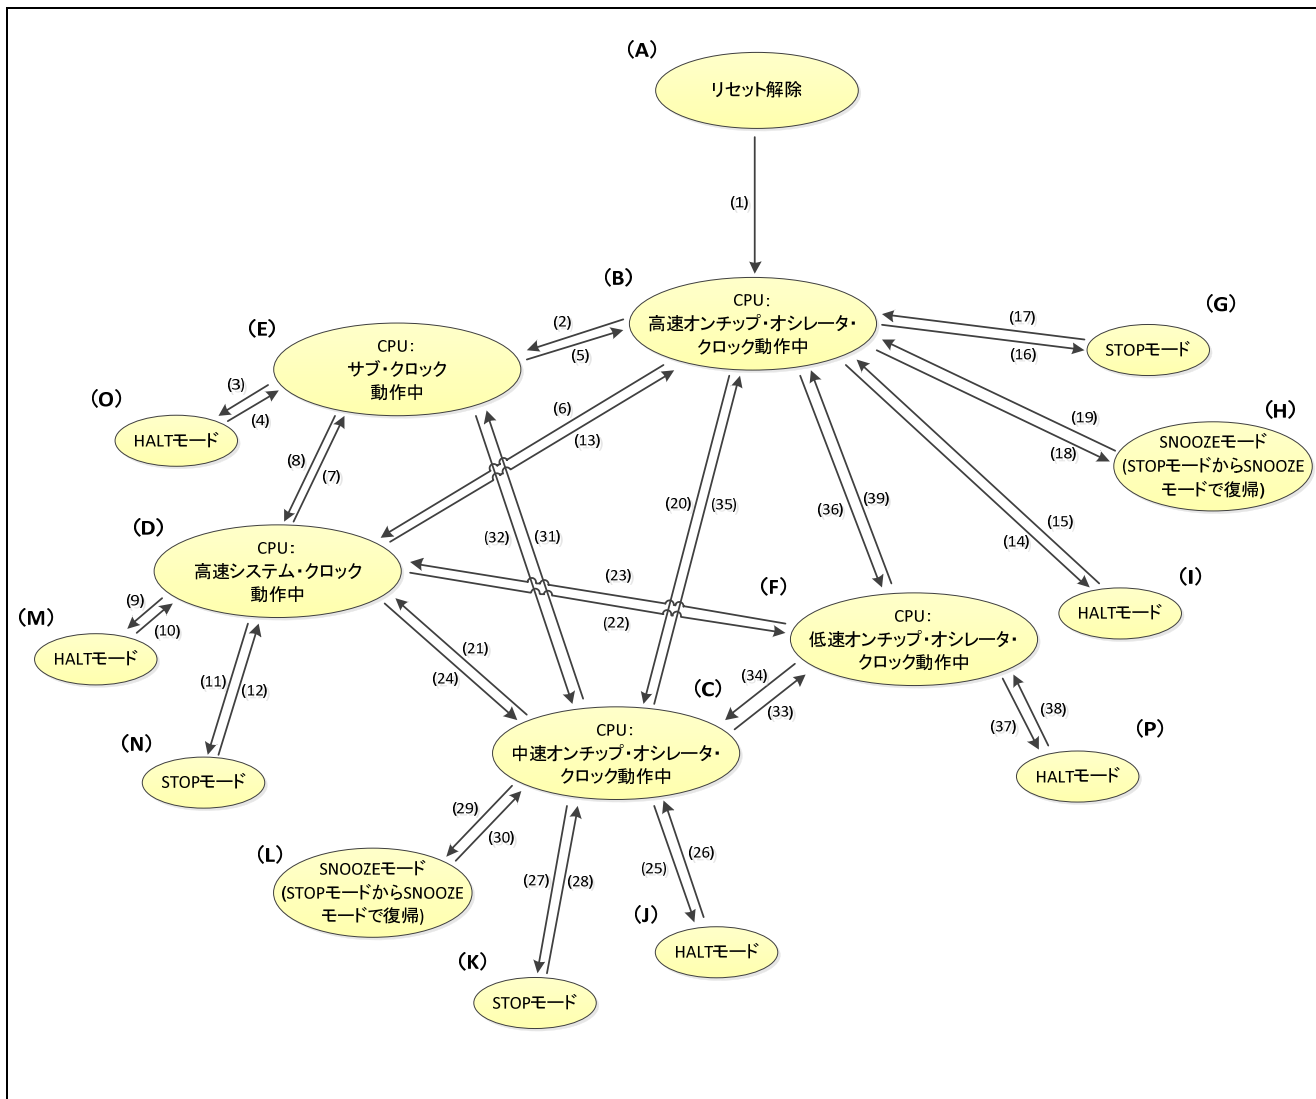 (A)
リセット解除
(1)
(B)
CPU:
高速オンチップ・オシレータ・
クロック動作中
(G)
(17)
(16)
STOPモード
(2)
(5)
(E)
CPU:
サブ・クロック
動作中
(3)
(4)
(O)
HALTモード
(6)
(13)
(19)
(18)
(H)
SNOOZEモード
(STOPモードからSNOOZE
モードで復帰)
(8)
(7)
(20)
(35)
(36)
(39)
(15)
(14)
(32)
(31)
(D)
CPU:
高速システム・クロック
動作中
(23)
(22)
(I)
HALTモード
(F)
CPU:
低速オンチップ・オシレータ・
クロック動作中
(9)
(10)
(M)
HALTモード
(11)
(12)
(21)
(24)
(34)
(33)
(C)
CPU:
中速オンチップ・オシレータ・
クロック動作中
(37)
(38)
(P)
HALTモード
(N)
STOPモード
(29)
(30)
(L)
SNOOZEモード
(STOPモードからSNOOZE
モードで復帰)
(27)
(28)
(25)
(26)
(J)
HALTモード
(K)
STOPモード